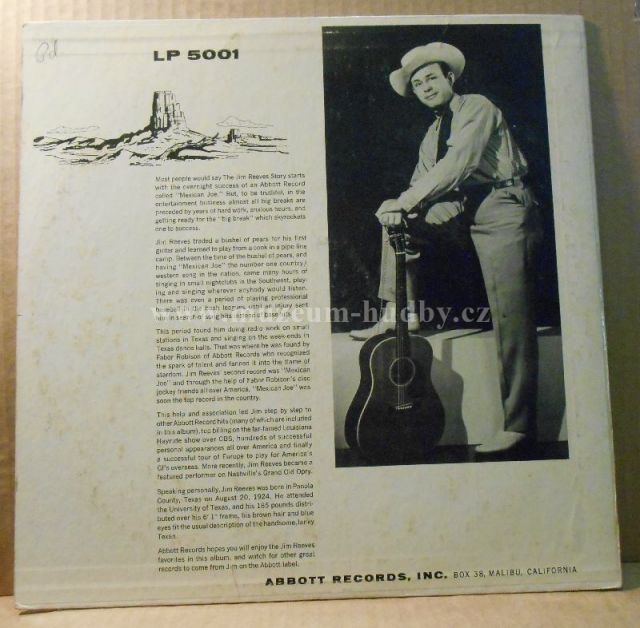 Pd
LP 5001
Most people would say The Jim Reeves Story starts
with the overnight success of an Abbott Record
called "Mexican Joe." But, to be truthful, in the
entertainment business almost all big breaks are
preceded by years of hard work, anxious hours, and
getting ready for the "big break" which skyrockets
one to success.
Jim Reeves traded a bushel of pears for his first
guitar and learned to play from a cook in a pipe line
camp. Between the time of the bushel of pears, and
having "Mexican Joe" the number one country/
western song in the nation, came many hours of
singing in small nightclubs in the Southwest, play-
ing and singing wherever anybody would listen.
There was even a period of playing professional
baseball in the bush leagues until an injury sent
him in search of
This period found him doing radio work on small
stations in Texas and singing on the week-ends in
Texas dance halls. That was where he was found by
Fabor Robison of Abbott Records who recognized
the spark of talent and fanned it into the flame of
stardom. Jim Reeves' second record was "Mexican
Joe" and through the help of Fabor Robison's disc
jockey friends all over America, "Mexican Joe" was
soon the top record in the country.
This help and association led Jim step by step to
other Abbott Record hits (many of which are included
in this album), top billing on the far-famed Louisiana
Hayride show over CBS, hundreds of successful
personal appearances all over America and finally
a successful tour of Europe to play for America's
GI's overseas. More recently, Jim Reeves became a
featured performer on Nashville's Grand Old Opry.
Speaking personally, Jim Reeves was born in Panola
County, Texas on August 20, 1924. He attended
the University of Texas, and his 185 pounds distri-
buted over his 6' 1" frame, his brown hair and blue
eyes fit the usual description of the handsome, lanky
Texan.
Abbott Records hopes you will enjoy the Jim Reeves
favorites in this album, and watch for other great
records to come from Jim on the Abbott label.
ABBOTT RECORDS, INC. BOX 38, MALIBU, CALIFORNIA
www.muzeum-hudby.cz